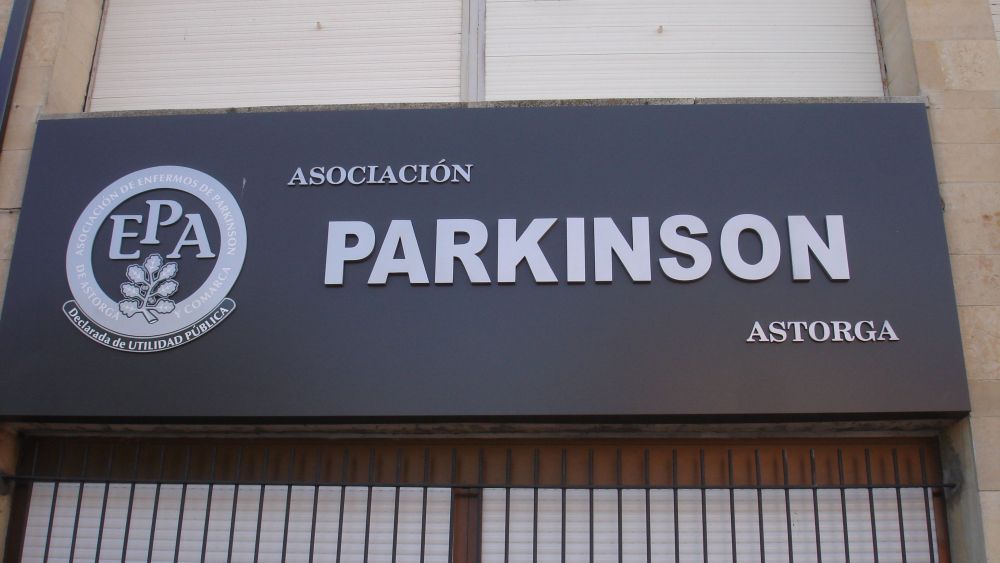 ASOCIACIÓN DE ENFERMOS DE PARKINSON
DE ASTORGA Y COMARCA
EPA
Declarada de UTILIDAD PÚBLICA
ASOCIACIÓN
PARKINSON
ASTORGA